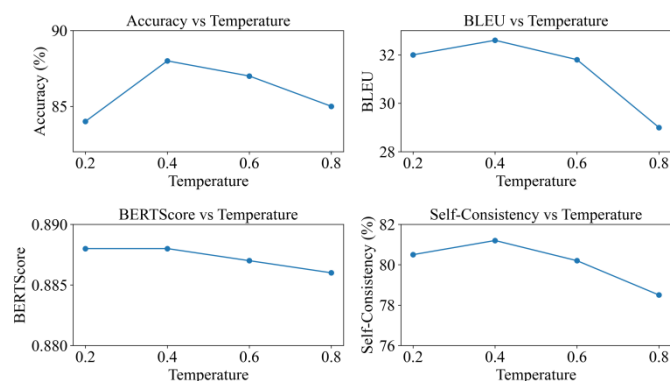 Accuracy vs Temperature
90
85
Accuracy (%)
0.2 0.4 0.6 0.8
Temperature
BLEU vs Temperature
32
30
28
BLEU
0.2 0.4 0.6 0.8
Temperature
BERTScore vs Temperature
0.890
0.885
0.880
BERTScore
0.2 0.4 0.6 0.8
Temperature
Self-Consistency vs Temperature
82
80
78
76
Self-Consistency (%)
0.2 0.4 0.6 0.8
Temperature